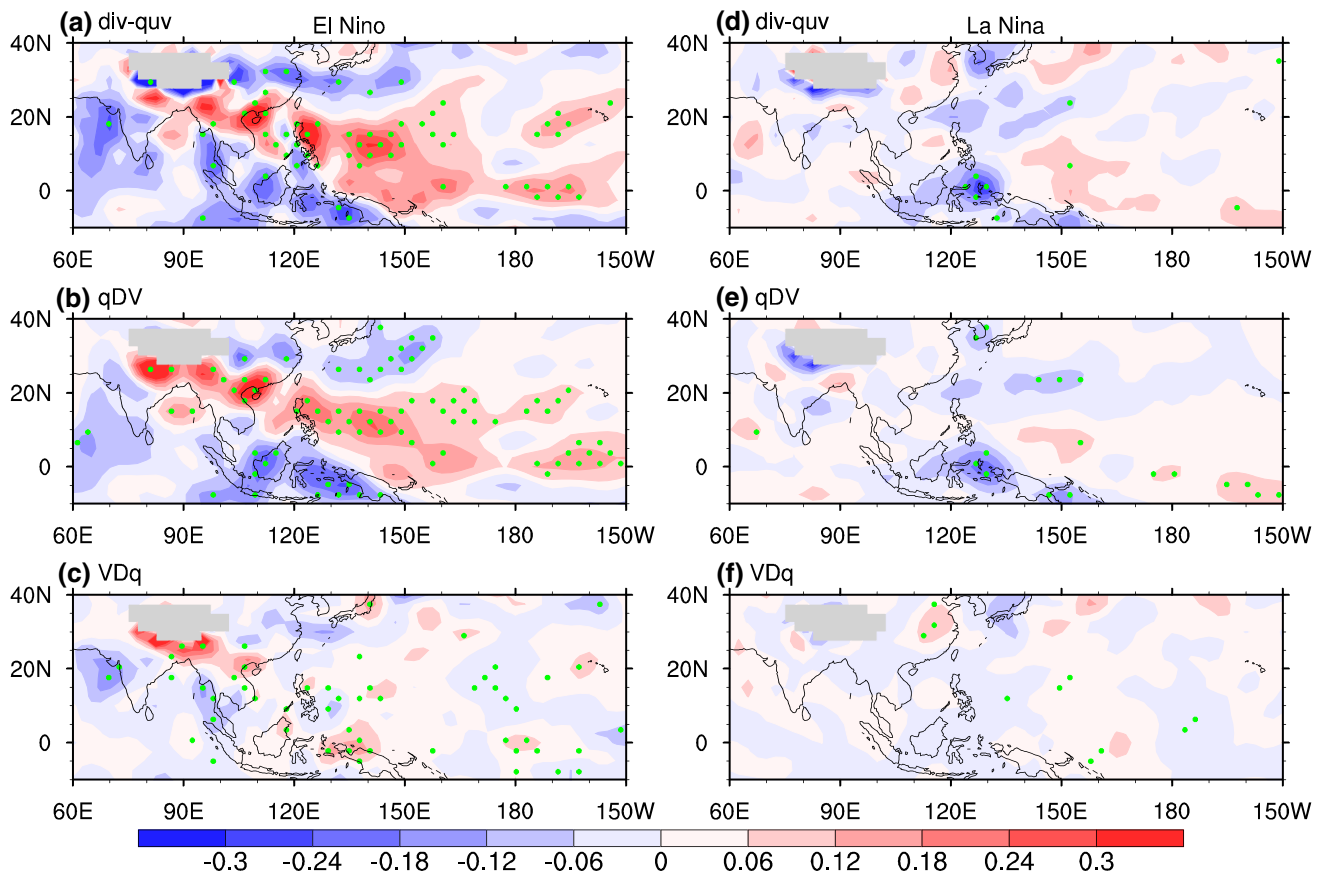 (a) div-quv El Nino
40N
20N
0
60E 90E 120E 150E 180 150W
(d) div-quv La Nina
40N
20N
0
60E 90E 120E 150E 180 150W
(b) qDV
40N
20N
0
60E 90E 120E 150E 180 150W
(e) qDV
40N
20N
0
60E 90E 120E 150E 180 150W
(c) VDq
40N
20N
0
60E 90E 120E 150E 180 150W
(f) VDq
40N
20N
0
60E 90E 120E 150E 180 150W
-0.3 -0.24 -0.18 -0.12 -0.06 0 0.06 0.12 0.18 0.24 0.3